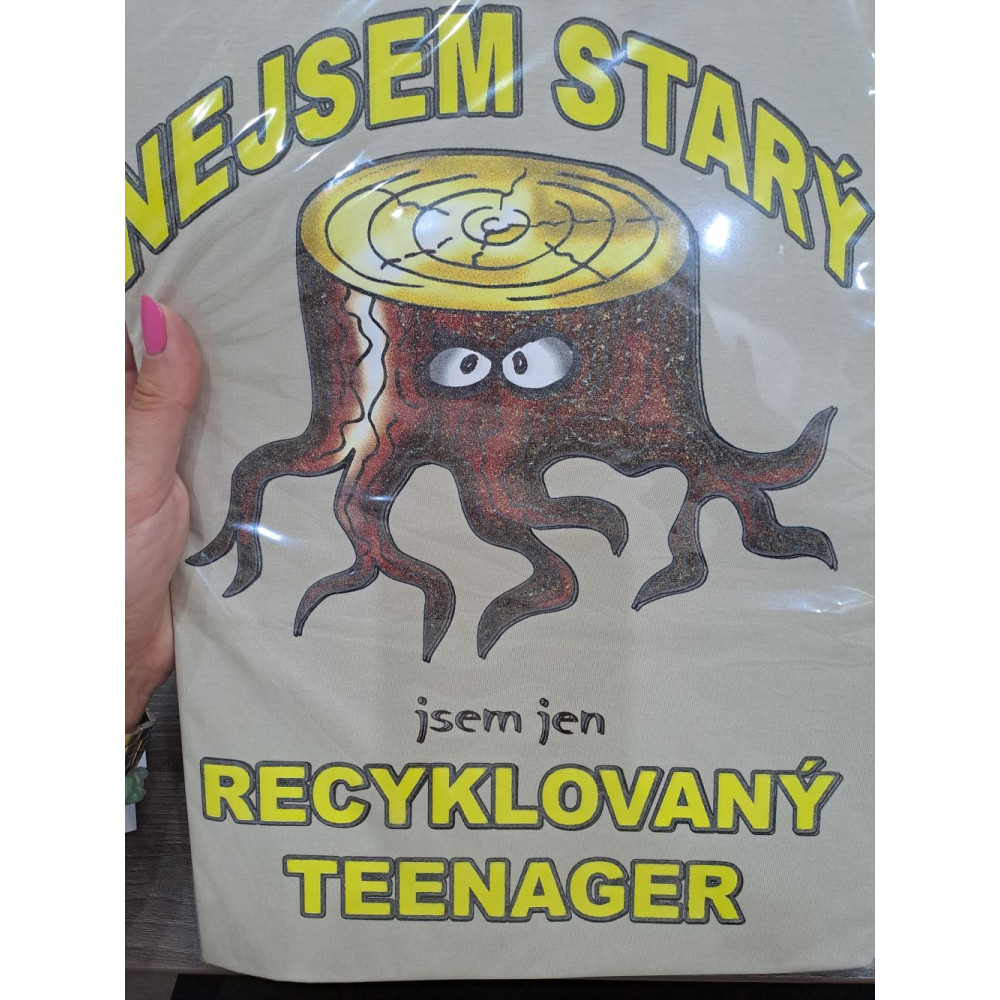 NEJSEM STARÝ
jsem jen
RECYKLOVANÝ
TEENAGER